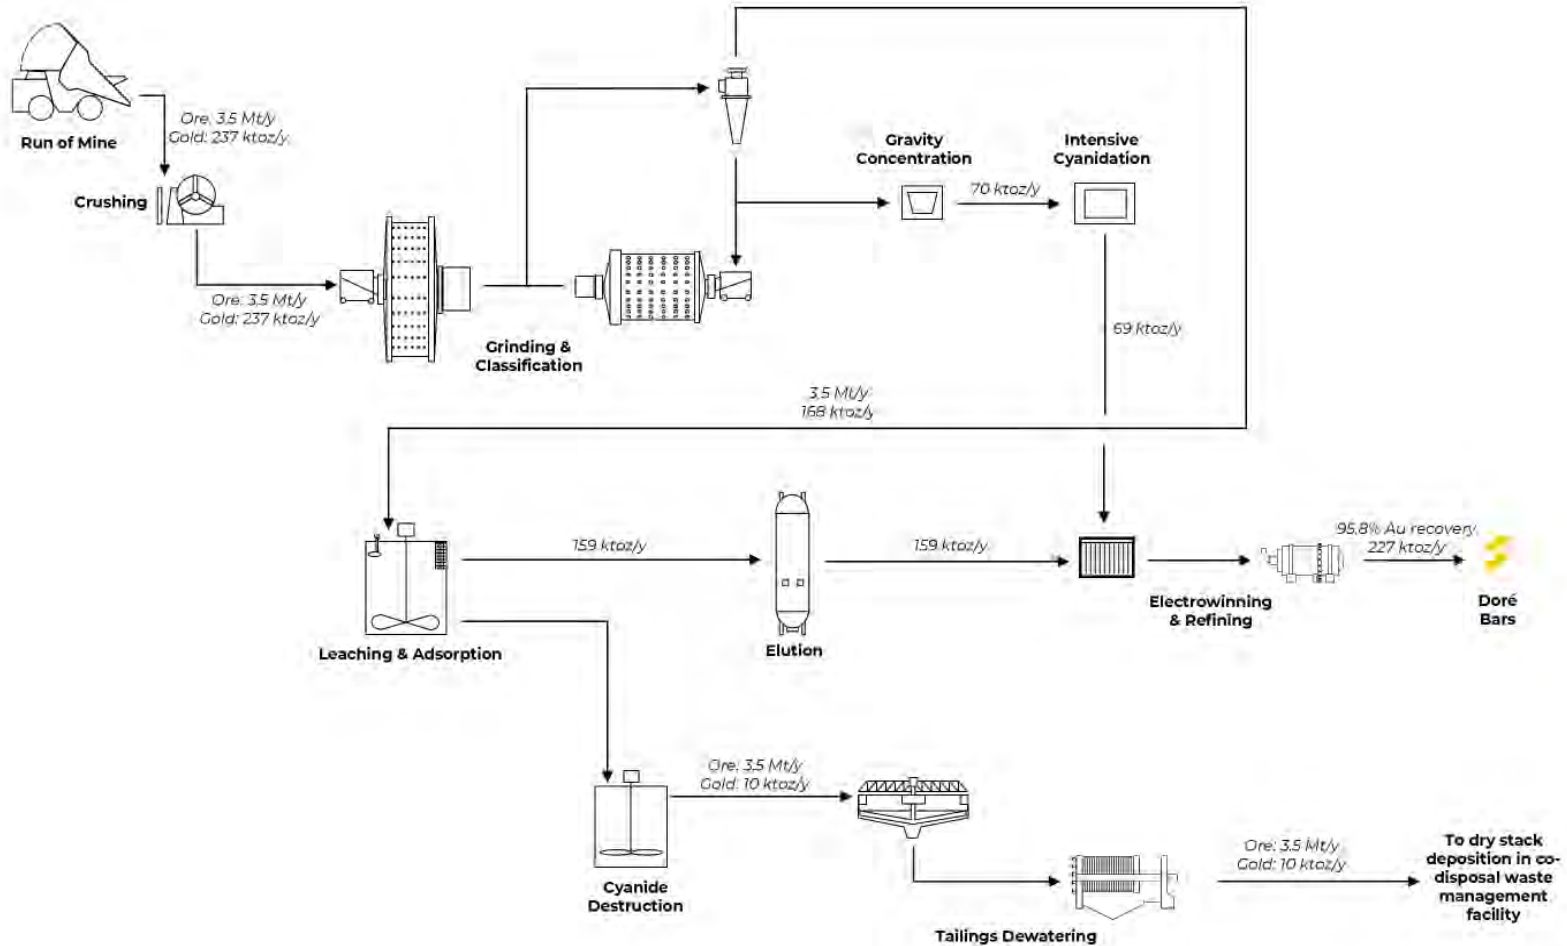 Ore: 3.5 Mt/y
Gold: 237 ktoz/y
Run of Mine
Crushing
Ore: 3.5 Mt/y
Gold: 237 ktoz/y
Grinding &
Classification
Gravity
Concentration
70 ktoz/y
Intensive
Cyanidation
69 ktoz/y
3.5 Mt/y
168 ktoz/y
Leaching & Adsorption
159 ktoz/y
Elution
159 ktoz/y
Electrowinning
& Refining
95.8% Au recovery
227 ktoz/y
Doré
Bars
Cyanide
Destruction
Ore: 3.5 Mt/y
Gold: 10 ktoz/y
Tailings Dewatering
Ore: 3.5 Mt/y
Gold: 10 ktoz/y
To dry stack
deposition in co-
disposal waste
management
facility